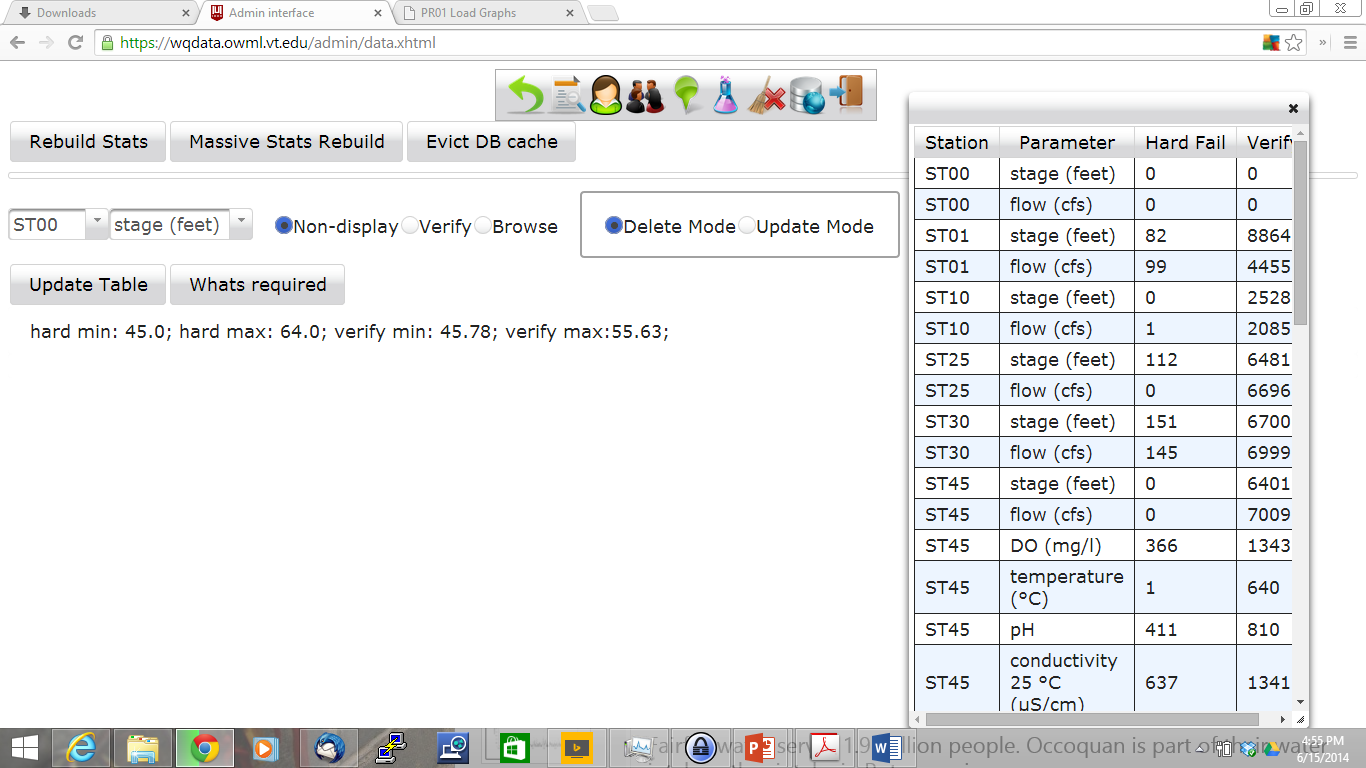 Downloads
Admin interface
PR01 Load Graphs
https://wqdata.owml.vt.edu/admin/data.xhtml
Rebuild Stats Massive Stats Rebuild Evict DB cache
ST00 stage (feet) Non-display Verify Browse Delete Mode Update Mode
Update Table Whats required
hard min: 45.0; hard max: 64.0; verify min: 45.78; verify max:55.63;
Station Parameter Hard Fail Verify
ST00 stage (feet) 0 0
ST00 flow (cfs) 0 0
ST01 stage (feet) 82 8864
ST01 flow (cfs) 99 4455
ST10 stage (feet) 0 2528
ST10 flow (cfs) 1 2085
ST25 stage (feet) 112 6481
ST25 flow (cfs) 0 6696
ST30 stage (feet) 151 6700
ST30 flow (cfs) 145 6999
ST45 stage (feet) 0 6401
ST45 flow (cfs) 0 7009
ST45 DO (mg/l) 366 1343
ST45 temperature (°C) 1 640
ST45 pH 411 810
ST45 conductivity 25 °C (µS/cm) 637 1341
people. Occoquan is part of
4:55 PM
6/15/2014